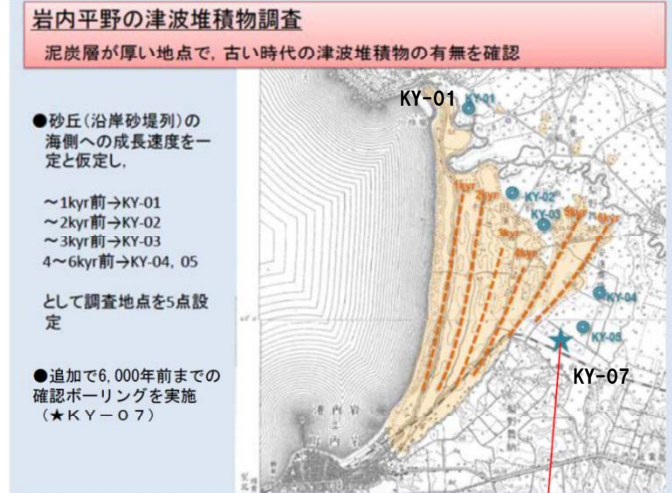 岩内平野の津波堆積物調査
泥炭層が厚い地点で，古い時代の津波堆積物の有無を確認
●砂丘（沿岸砂堤列）の
海側への成長速度を一
定と仮定し，
～1kyr前→KY-01
～2kyr前→KY-02
～3kyr前→KY-03
4～6kyr前→KY-04, 05
として調査地点を5点設
定
●追加で6,000年前までの
確認ボーリングを実施
（★ＫＹ－０７）
KY-01
KY-01
1kyr
2kyr
KY-02
KY-03
3kyr
5kyr
6kyr
KY-04
KY-05
KY-07